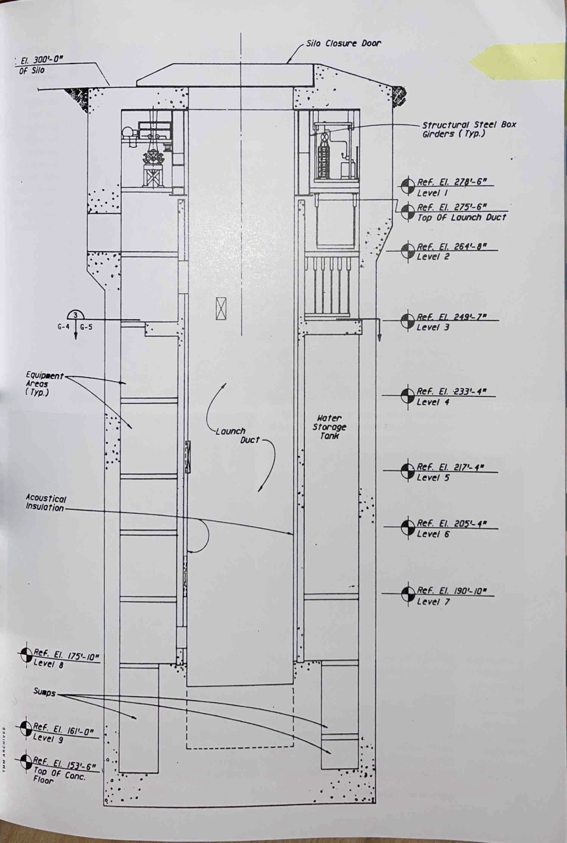 Silo Closure Door
El. 300'-0"
Of Silo
Structural Steel Box
Girders (Typ.)
Ref. El. 278'-6"
Level 1
Ref. El. 275'-6"
Top Of Launch Duct
Ref. El. 264'-8"
Level 2
Ref. El. 249'-7"
Level 3
3
G-4 G-5
Equipment
Areas
(Typ.)
Ref. El. 233'-4"
Level 4
Launch
Duct
Water
Storage
Tank
Ref. El. 217'-4"
Level 5
Acoustical
Insulation
Ref. El. 205'-4"
Level 6
Ref. El. 190'-10"
Level 7
Ref. El. 175'-10"
Level 8
Sumps
Ref. El. 161'-0"
Level 9
Ref. El. 153'-6"
Top Of Conc.
Floor
TMM ARCHIVES